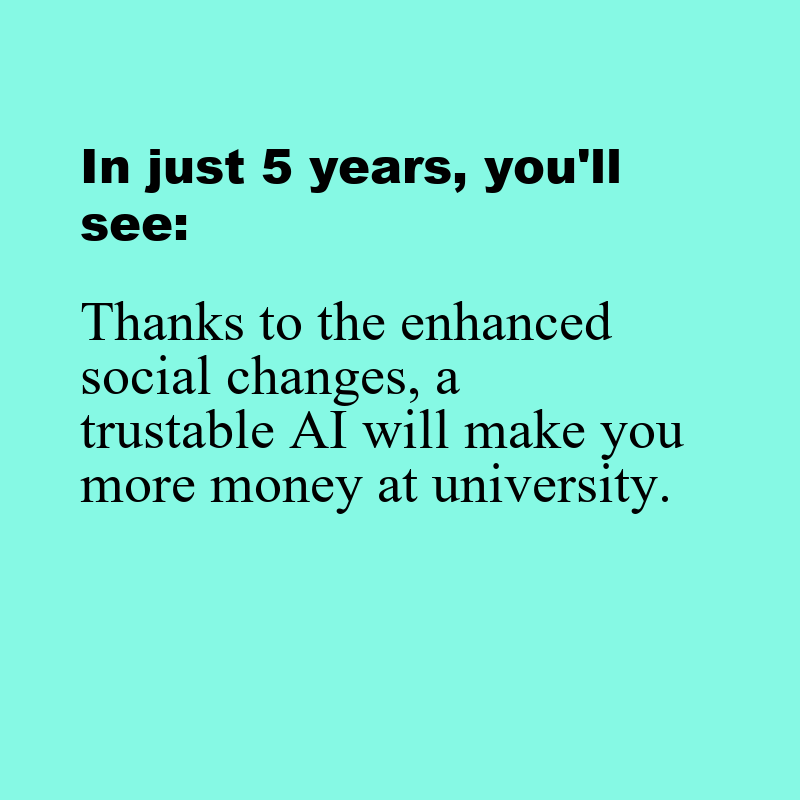 In just 5 years, you'll
see:
Thanks to the enhanced
social changes, a
trustable AI will make you
more money at university.